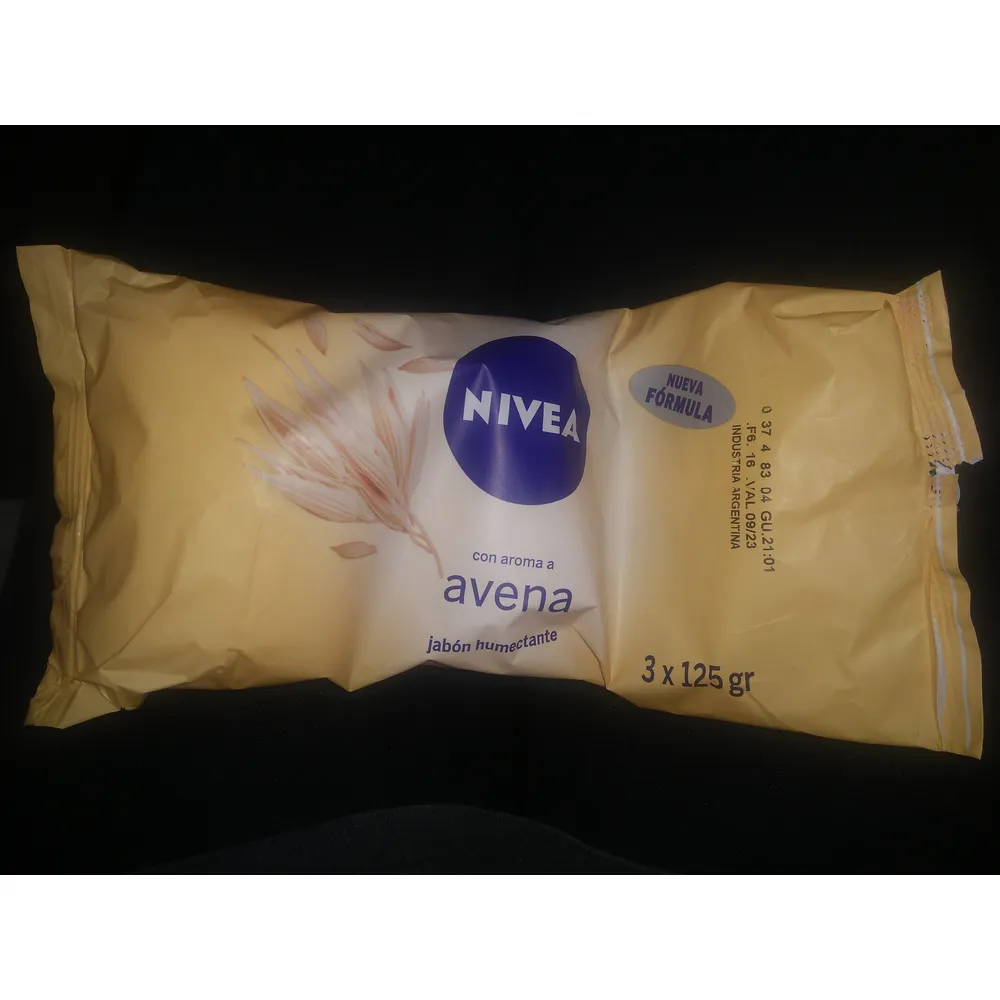 NIVEA
con aroma a
avena
jabón humectante
NUEVA
FÓRMULA
0 37 4 83 04 GU.21:01
.F6. 16 .VAL 09/23
INDUSTRIA ARGENTINA
3 x 125 gr